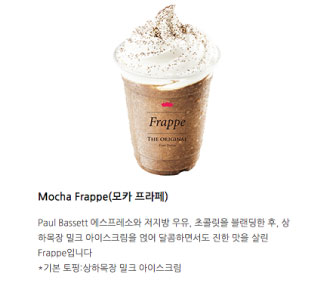 Frappe
THE ORIGINAL
Mocha Frappe(모카 프라페)
Paul Bassett 에스프레소와 저지방 우유, 초콜릿을 블랜딩한 후, 상
하목장 밀크 아이스크림을 얹어 달콤하면서도 진한 맛을 살린
Frappe입니다
*기본 토핑:상하목장 밀크 아이스크림